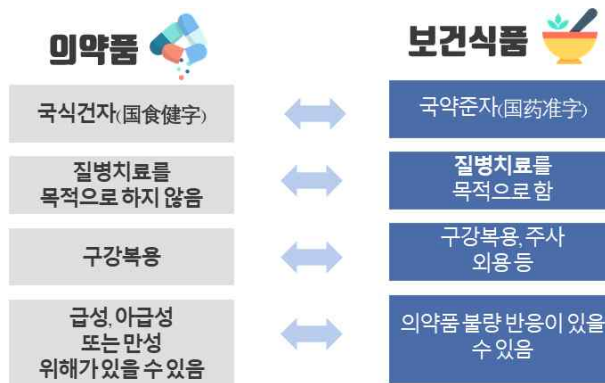 의약품
보건식품
국식건자(国食健字)
국약준자(国药准字)
질병치료를
목적으로 하지 않음
질병치료를
목적으로 함
구강복용
구강복용, 주사
외용 등
급성, 아급성
또는 만성
위해가 있을 수 있음
의약품 불량 반응이 있을
수 있음